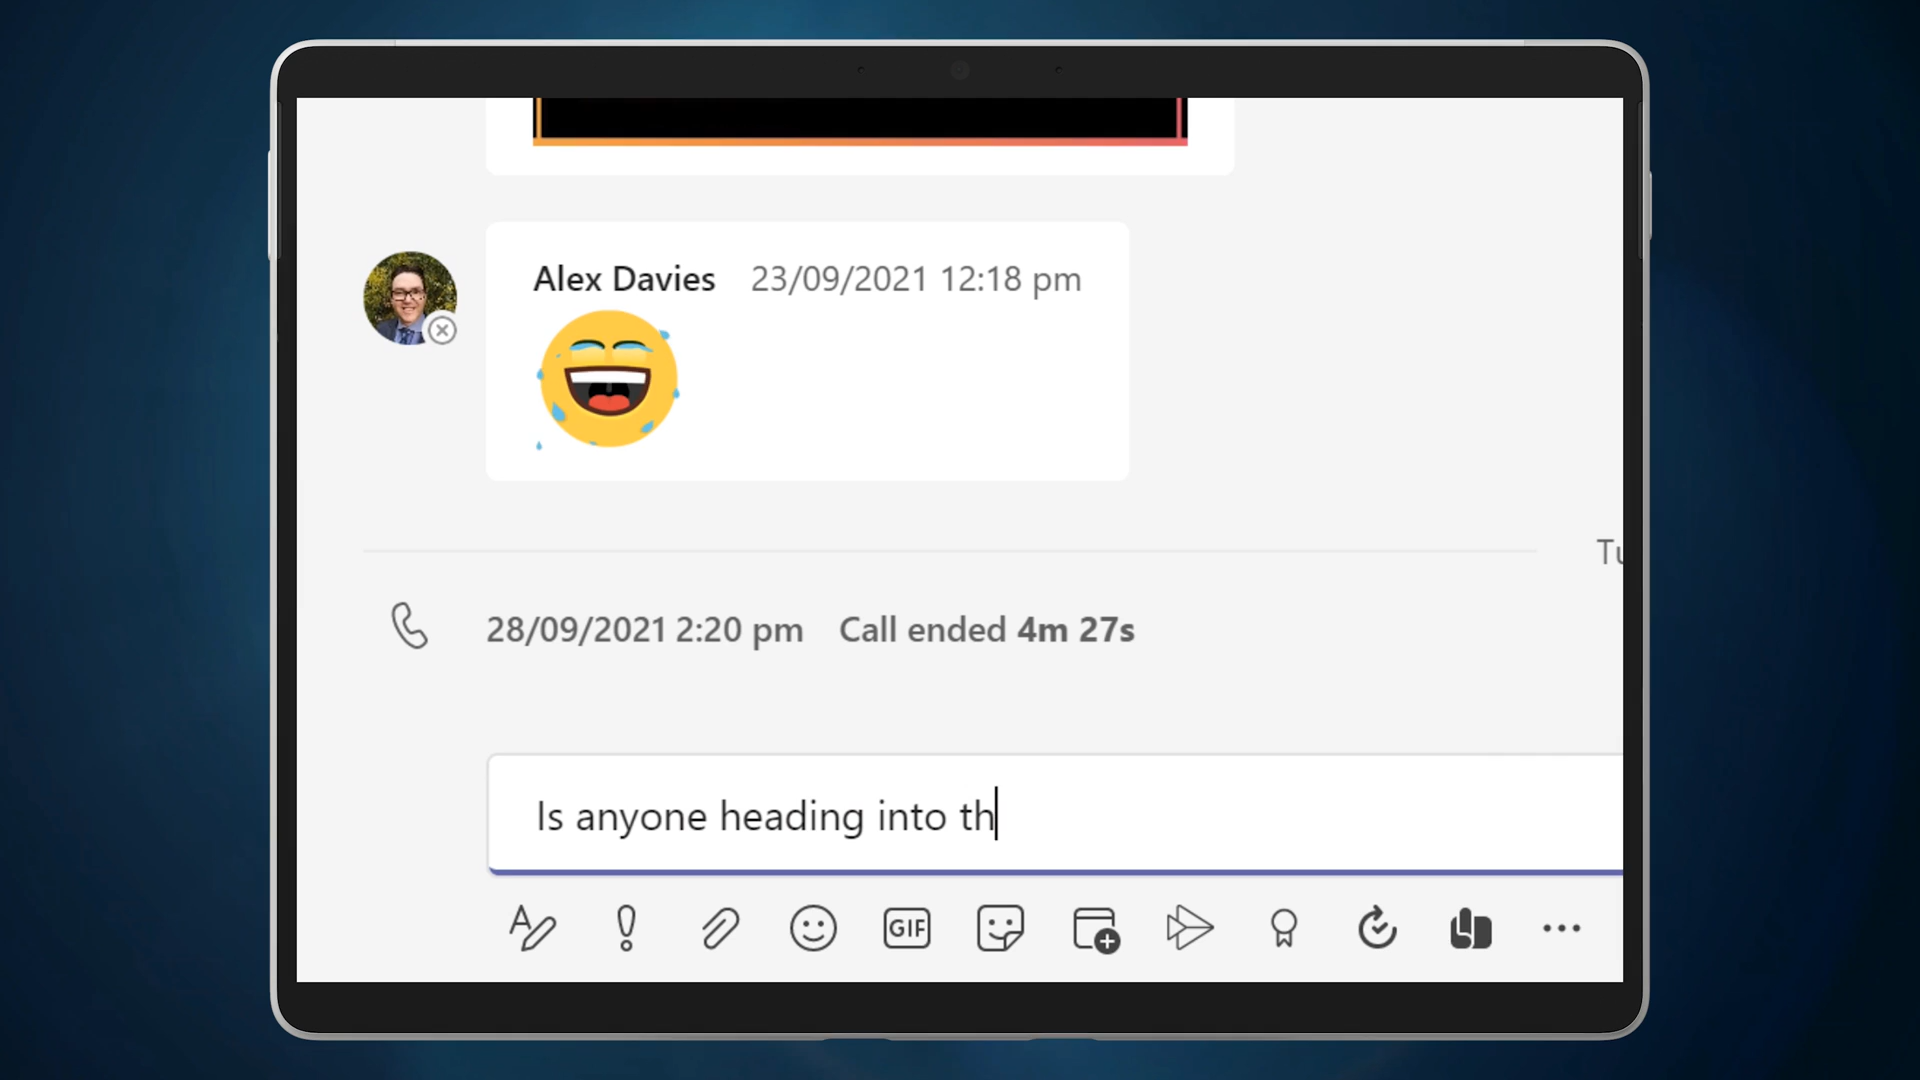 Alex Davies 23/09/2021 12:18 pm
Tu
28/09/2021 2:20 pm Call ended 4m 27s
Is anyone heading into th
GIF